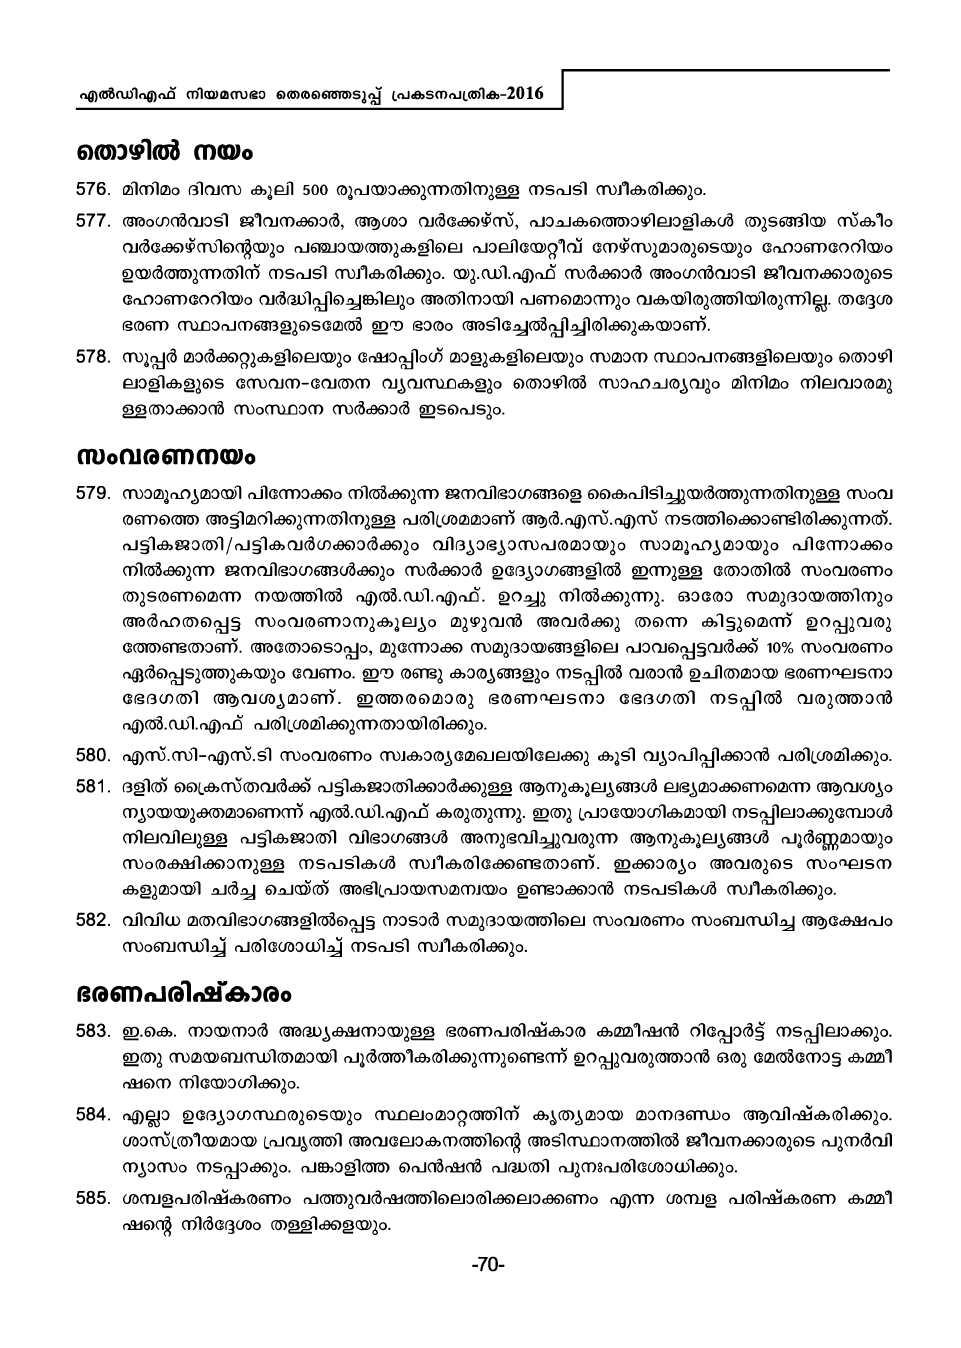 എൽഡിഎഫ് നിയമസഭാ തെരഞ്ഞെടുപ്പ് പ്രകടനപത്രിക-2016
തൊഴിൽ നയം
576. മിനിമം ദിവസ കൂലി 500 രൂപയാക്കുന്നതിനുള്ള നടപടി സ്വീകരിക്കും.
577. അംഗൻവാടി ജീവനക്കാർ, ആശാ വർക്കേഴ്സ്, പാചകത്തൊഴിലാളികൾ തുടങ്ങിയ സ്കീം
വർക്കേഴ്സിന്റെയും പഞ്ചായത്തുകളിലെ പാലിയേറ്റീവ് നേഴ്സുമാരുടെയും ഹോണറേറിയം
ഉയർത്തുന്നതിന് നടപടി സ്വീകരിക്കും. യു.ഡി.എഫ് സർക്കാർ അംഗൻവാടി ജീവനക്കാരുടെ
ഹോണറേറിയം വർദ്ധിപ്പിച്ചെങ്കിലും അതിനായി പണമൊന്നും വകയിരുത്തിയിരുന്നില്ല. തദ്ദേശ
ഭരണ സ്ഥാപനങ്ങളുടെമേൽ ഈ ഭാരം അടിച്ചേൽപ്പിച്ചിരിക്കുകയാണ്.
578. സൂപ്പർ മാർക്കറ്റുകളിലെയും ഷോപ്പിംഗ് മാളുകളിലെയും സമാന സ്ഥാപനങ്ങളിലെയും തൊഴി
ലാളികളുടെ സേവന-വേതന വ്യവസ്ഥകളും തൊഴിൽ സാഹചര്യവും മിനിമം നിലവാരമു
ള്ളതാക്കാൻ സംസ്ഥാന സർക്കാർ ഇടപെടും.
സംവരണനയം
579. സാമൂഹ്യമായി പിന്നോക്കം നിൽക്കുന്ന ജനവിഭാഗങ്ങളെ കൈപിടിച്ചുയർത്തുന്നതിനുള്ള സംവ
രണത്തെ അട്ടിമറിക്കുന്നതിനുള്ള പരിശ്രമമാണ് ആർ.എസ്.എസ് നടത്തിക്കൊണ്ടിരിക്കുന്നത്.
പട്ടികജാതി/പട്ടികവർഗക്കാർക്കും വിദ്യാഭ്യാസപരമായും സാമൂഹ്യമായും പിന്നോക്കം
നിൽക്കുന്ന ജനവിഭാഗങ്ങൾക്കും സർക്കാർ ഉദ്യോഗങ്ങളിൽ ഇന്നുള്ള തോതിൽ സംവരണം
തുടരണമെന്ന നയത്തിൽ എൽ.ഡി.എഫ്. ഉറച്ചു നിൽക്കുന്നു. ഓരോ സമുദായത്തിനും
അർഹതപ്പെട്ട സംവരണാനുകൂല്യം മുഴുവൻ അവർക്കു തന്നെ കിട്ടുമെന്ന് ഉറപ്പുവരു
ത്തേണ്ടതാണ്. അതോടൊപ്പം, മുന്നോക്ക സമുദായങ്ങളിലെ പാവപ്പെട്ടവർക്ക് 10% സംവരണം
ഏർപ്പെടുത്തുകയും വേണം. ഈ രണ്ടു കാര്യങ്ങളും നടപ്പിൽ വരാൻ ഉചിതമായ ഭരണഘടനാ
ഭേദഗതി ആവശ്യമാണ്. ഇത്തരമൊരു ഭരണഘടനാ ഭേദഗതി നടപ്പിൽ വരുത്താൻ
എൽ.ഡി.എഫ് പരിശ്രമിക്കുന്നതായിരിക്കും.
580. എസ്.സി-എസ്.ടി സംവരണം സ്വകാര്യമേഖലയിലേക്കു കൂടി വ്യാപിപ്പിക്കാൻ പരിശ്രമിക്കും.
581. ദളിത് ക്രൈസ്തവർക്ക് പട്ടികജാതിക്കാർക്കുള്ള ആനുകൂല്യങ്ങൾ ലഭ്യമാക്കണമെന്ന ആവശ്യം
ന്യായയുക്തമാണെന്ന് എൽ.ഡി.എഫ് കരുതുന്നു. ഇതു പ്രായോഗികമായി നടപ്പിലാക്കുമ്പോൾ
നിലവിലുള്ള പട്ടികജാതി വിഭാഗങ്ങൾ അനുഭവിച്ചുവരുന്ന ആനുകൂല്യങ്ങൾ പൂർണ്ണമായും
സംരക്ഷിക്കാനുള്ള നടപടികൾ സ്വീകരിക്കേണ്ടതാണ്. ഇക്കാര്യം അവരുടെ സംഘടന
കളുമായി ചർച്ച ചെയ്ത് അഭിപ്രായസമന്വയം ഉണ്ടാക്കാൻ നടപടികൾ സ്വീകരിക്കും.
582. വിവിധ മതവിഭാഗങ്ങളിൽപ്പെട്ട നാടാർ സമുദായത്തിലെ സംവരണം സംബന്ധിച്ച ആക്ഷേപം
സംബന്ധിച്ച് പരിശോധിച്ച് നടപടി സ്വീകരിക്കും.
ഭരണപരിഷ്കാരം
583. ഇ.കെ. നായനാർ അദ്ധ്യക്ഷനായുള്ള ഭരണപരിഷ്കാര കമ്മീഷൻ റിപ്പോർട്ട് നടപ്പിലാക്കും.
ഇതു സമയബന്ധിതമായി പൂർത്തീകരിക്കുന്നുണ്ടെന്ന് ഉറപ്പുവരുത്താൻ ഒരു മേൽനോട്ട കമ്മീ
ഷനെ നിയോഗിക്കും.
584. എല്ലാ ഉദ്യോഗസ്ഥരുടെയും സ്ഥലംമാറ്റത്തിന് കൃത്യമായ മാനദണ്ഡം ആവിഷ്കരിക്കും.
ശാസ്ത്രീയമായ പ്രവൃത്തി അവലോകനത്തിന്റെ അടിസ്ഥാനത്തിൽ ജീവനക്കാരുടെ പുനർവി
ന്യാസം നടപ്പാക്കും. പങ്കാളിത്ത പെൻഷൻ പദ്ധതി പുനഃപരിശോധിക്കും.
585. ശമ്പളപരിഷ്കരണം പത്തുവർഷത്തിലൊരിക്കലാക്കണം എന്ന ശമ്പള പരിഷ്കരണ കമ്മീ
ഷന്റെ നിർദ്ദേശം തള്ളിക്കളയും.
-70-